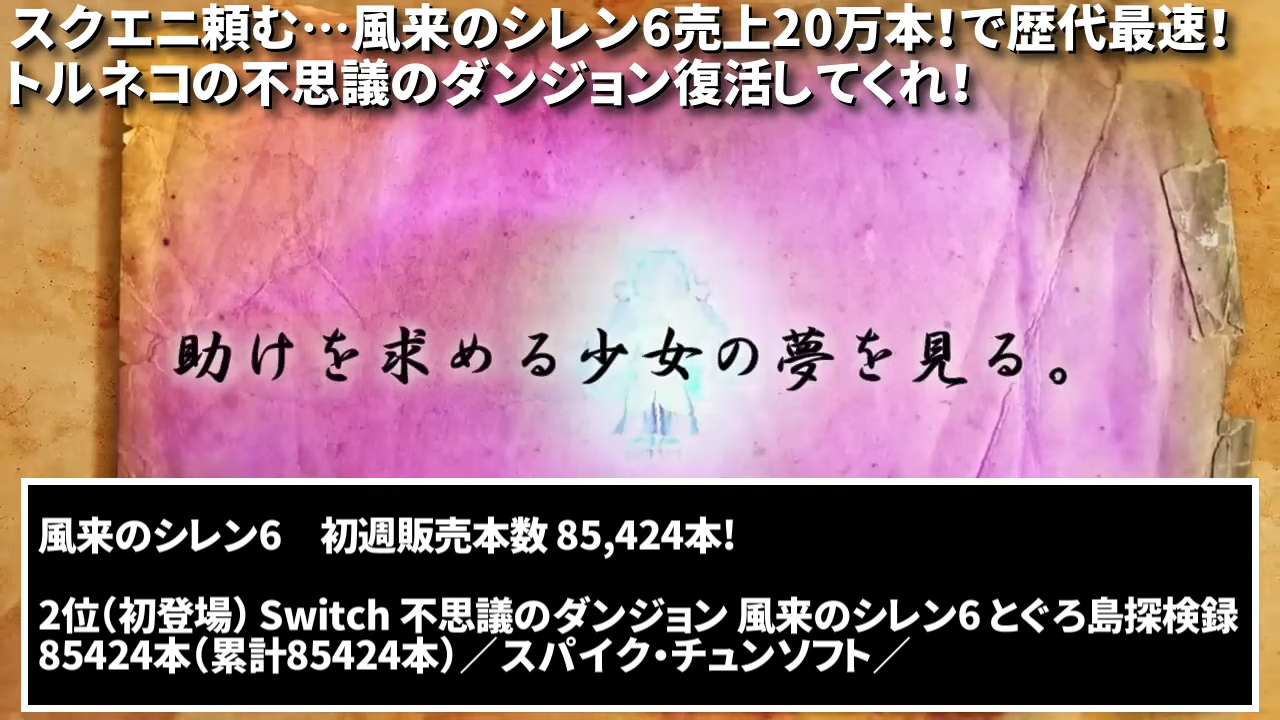 スクエニ頼む…風来のシレン6売上20万本!で歴代最速!
トルネコの不思議のダンジョン復活してくれ!
助けを求める少女の夢を見る。
風来のシレン6　初週販売本数 85,424本!
2位(初登場) Switch 不思議のダンジョン 風来のシレン6 とぐろ島探検録
85424本(累計85424本)／スパイク・チュンソフト／